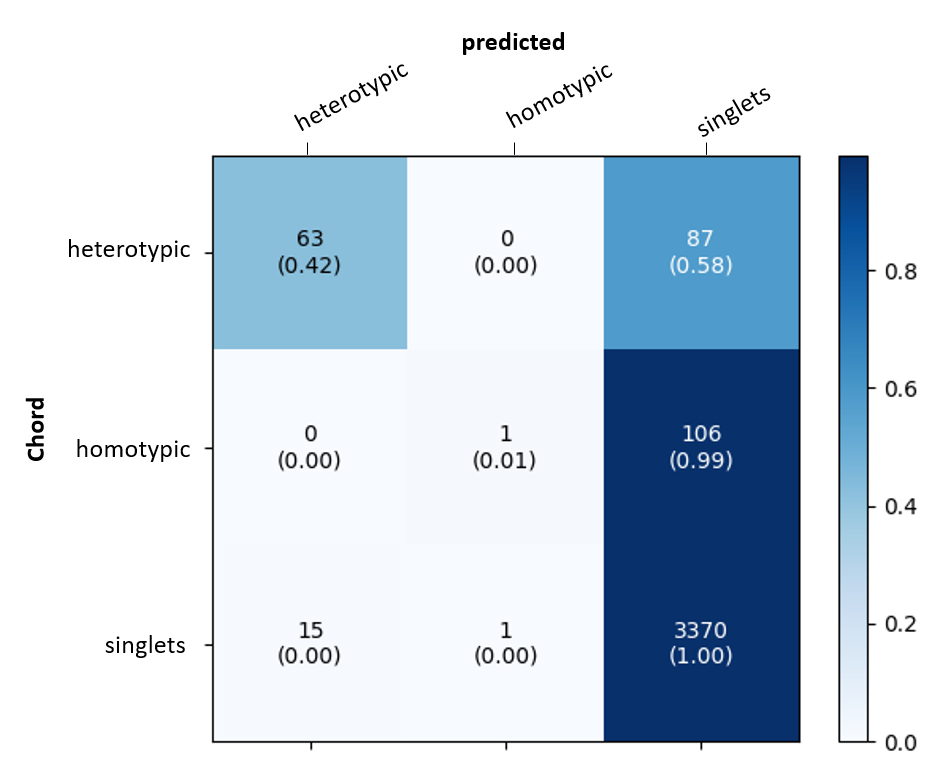 predicted
heterotypic
homotypic
singlets
heterotypic
63
(0.42)
0
(0.00)
87
(0.58)
Chord
homotypic
0
(0.00)
1
(0.01)
106
(0.99)
singlets
15
(0.00)
1
(0.00)
3370
(1.00)
0.8
0.6
0.4
0.2
0.0